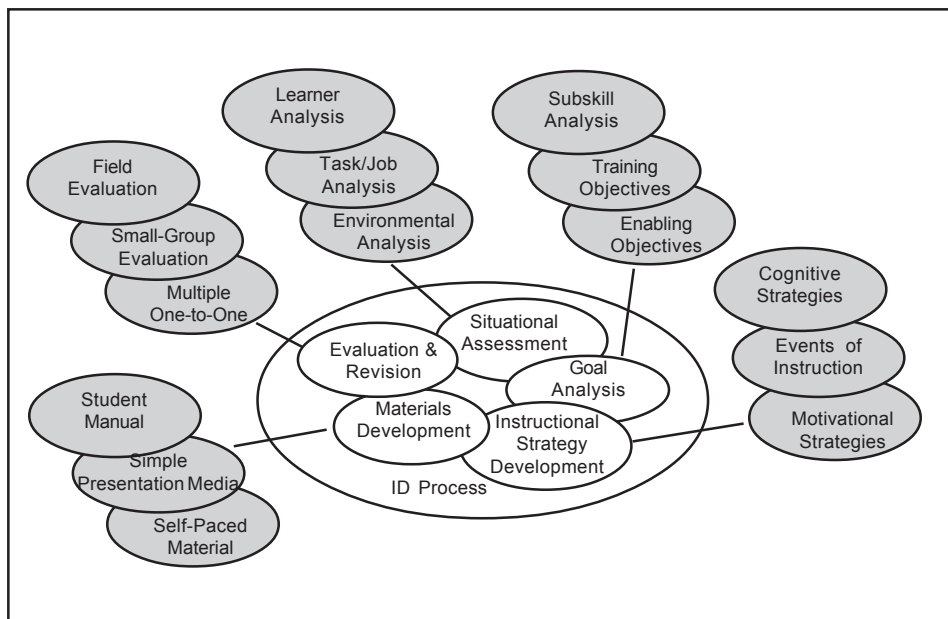 Learner
Analysis
Task/Job
Analysis
Environmental
Analysis
Subskill
Analysis
Training
Objectives
Enabling
Objectives
Field
Evaluation
Small-Group
Evaluation
Multiple
One-to-One
Cognitive
Strategies
Events of
Instruction
Motivational
Strategies
Student
Manual
Simple
Presentation Media
Self-Paced
Material
Situational
Assessment
Evaluation &
Revision
Goal
Analysis
Materials
Development
Instructional
Strategy
Development
ID Process